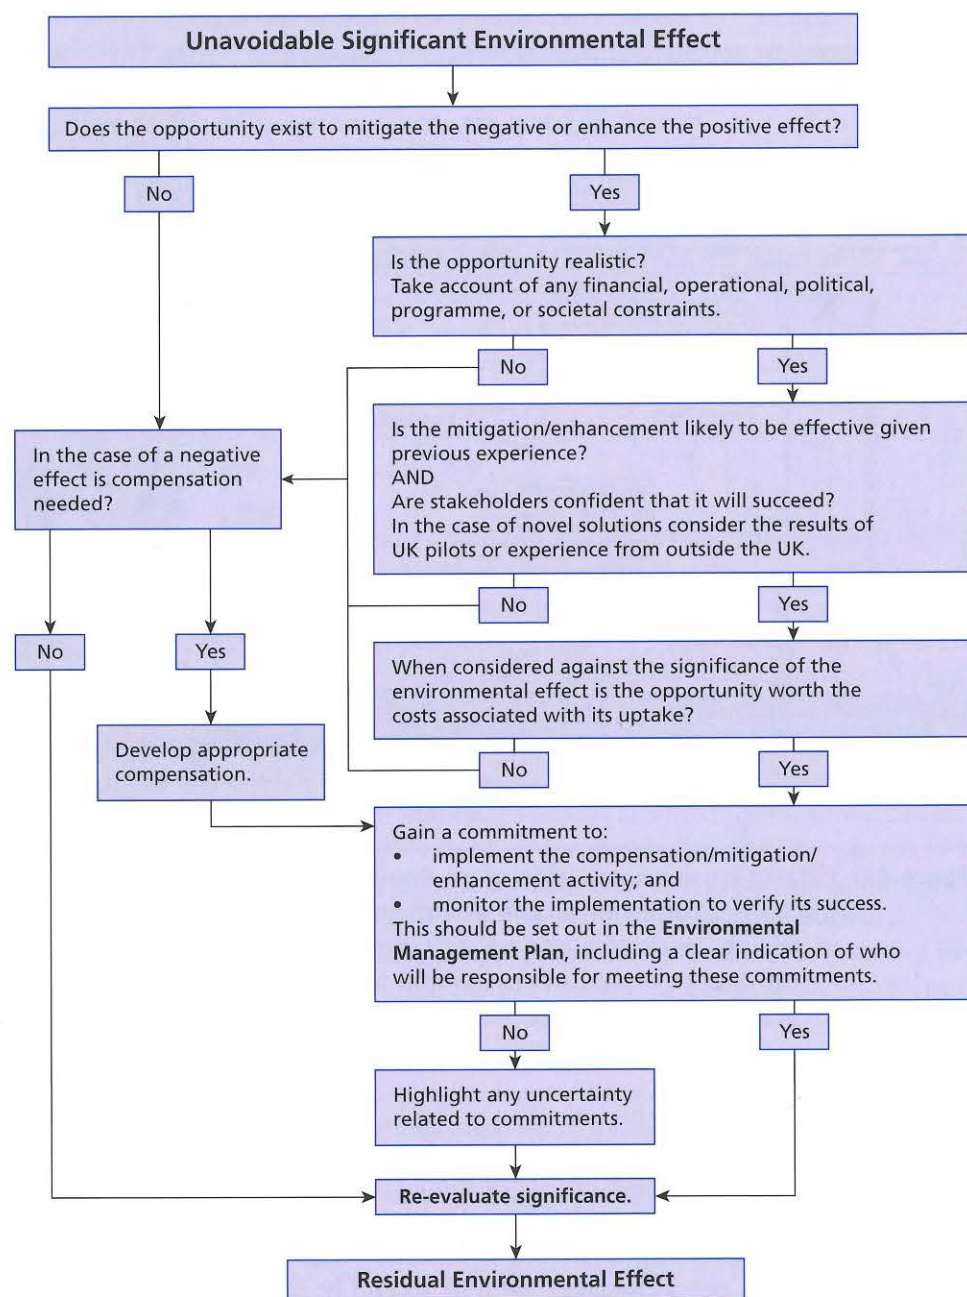 Unavoidable Significant Environmental Effect
Does the opportunity exist to mitigate the negative or enhance the positive effect?
No
Yes
Is the opportunity realistic?
Take account of any financial, operational, political,
programme, or societal constraints.
No
Yes
In the case of a negative
effect is compensation
needed?
Is the mitigation/enhancement likely to be effective given
previous experience?
AND
Are stakeholders confident that it will succeed?
In the case of novel solutions consider the results of
UK pilots or experience from outside the UK.
No
Yes
No
Yes
When considered against the significance of the
environmental effect is the opportunity worth the
costs associated with its uptake?
Develop appropriate
compensation.
No
Yes
Gain a commitment to:
• implement the compensation/mitigation/
enhancement activity; and
• monitor the implementation to verify its success.
This should be set out in the Environmental
Management Plan, including a clear indication of who
will be responsible for meeting these commitments.
No
Yes
Highlight any uncertainty
related to commitments.
Re-evaluate significance.
Residual Environmental Effect